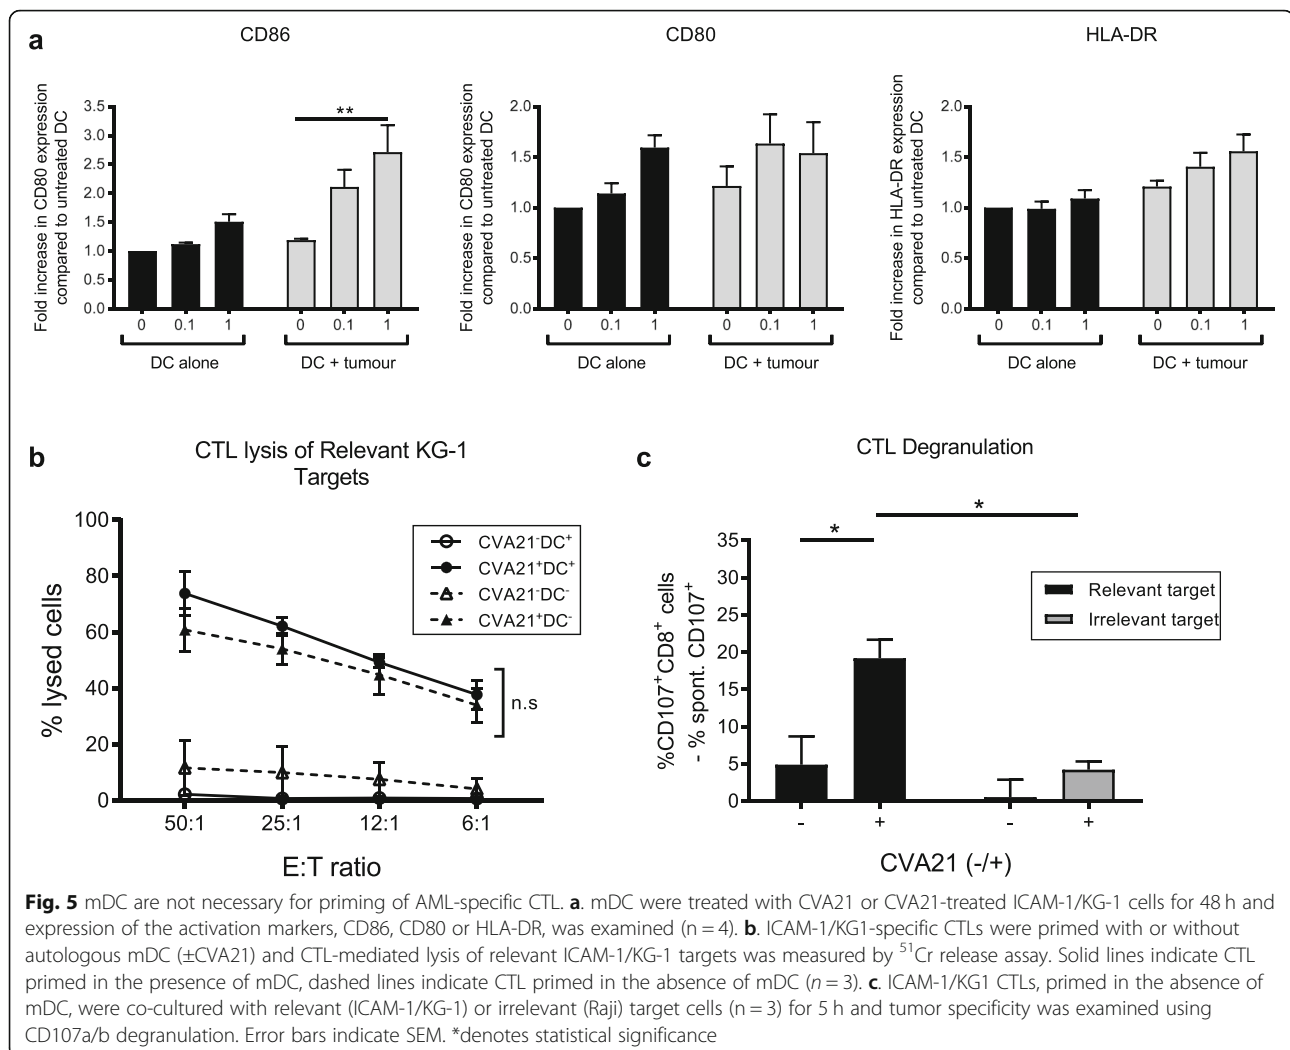 a
CD86
CD80
HLA-DR
Fold increase in CD80 expression
compared to untreated DC
3.5
3.0
2.5
2.0
1.5
1.0
0.5
0.0
**
0 0.1 1 0 0.1 1
DC alone DC + tumour
Fold increase in CD80 expression
compared to untreated DC
2.0
1.5
1.0
0.5
0.0
0 0.1 1 0 0.1 1
DC alone DC + tumour
Fold increase in HLA-DR expression
compared to untreated DC
2.0
1.5
1.0
0.5
0.0
0 0.1 1 0 0.1 1
DC alone DC + tumour
b
CTL lysis of Relevant KG-1
Targets
% lysed cells
100
80
60
40
20
0
CVA21⁻DC⁺
CVA21⁺DC⁺
CVA21⁻DC⁻
CVA21⁺DC⁻
n.s
50:1 25:1 12:1 6:1
E:T ratio
c
CTL Degranulation
%CD107⁺CD8⁺ cells
- % spont. CD107⁺
35
30
25
20
15
10
5
0
*
*
Relevant target
Irrelevant target
- + - +
CVA21 (-/+)
Fig. 5 mDC are not necessary for priming of AML-specific CTL. a. mDC were treated with CVA21 or CVA21-treated ICAM-1/KG-1 cells for 48 h and
expression of the activation markers, CD86, CD80 or HLA-DR, was examined (n = 4). b. ICAM-1/KG1-specific CTLs were primed with or without
autologous mDC (±CVA21) and CTL-mediated lysis of relevant ICAM-1/KG-1 targets was measured by ⁵¹Cr release assay. Solid lines indicate CTL
primed in the presence of mDC, dashed lines indicate CTL primed in the absence of mDC (n = 3). c. ICAM-1/KG1 CTLs, primed in the absence of
mDC, were co-cultured with relevant (ICAM-1/KG-1) or irrelevant (Raji) target cells (n = 3) for 5 h and tumor specificity was examined using
CD107a/b degranulation. Error bars indicate SEM. *denotes statistical significance